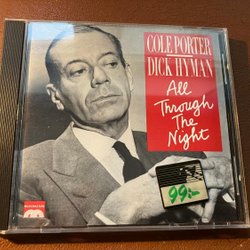 COLE PORTER
DICK HYMAN
All
Through
The
Night
99:-